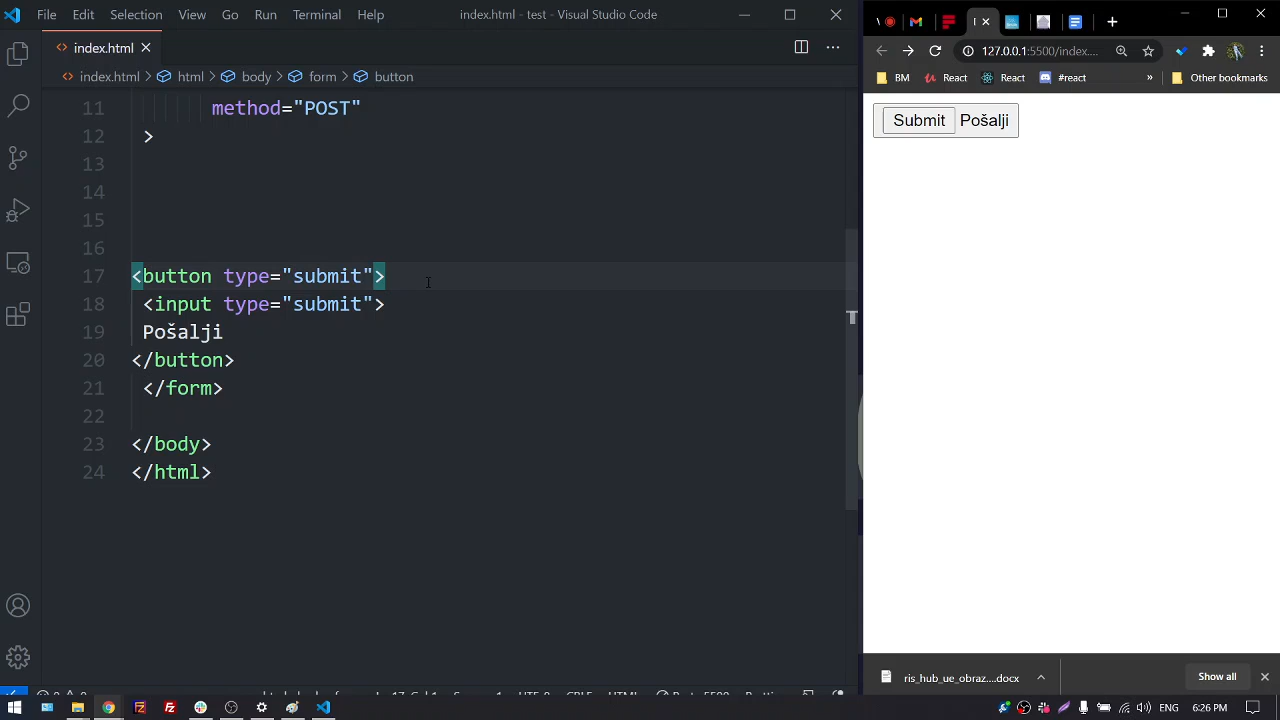 File Edit Selection View Go Run Terminal Help
index.html - test - Visual Studio Code
index.html
index.html > html > body > form > button
11 method="POST"
12 >
13
14
15
16
17 <button type="submit">
18 <input type="submit">
19 Pošalji
20 </button>
21 </form>
22
23 </body>
24 </html>
127.0.0.1:5500/index....
BM React React #react » Other bookmarks
Submit Pošalji
ris_hub_ue_obraz....docx
Show all
ENG 6:26 PM